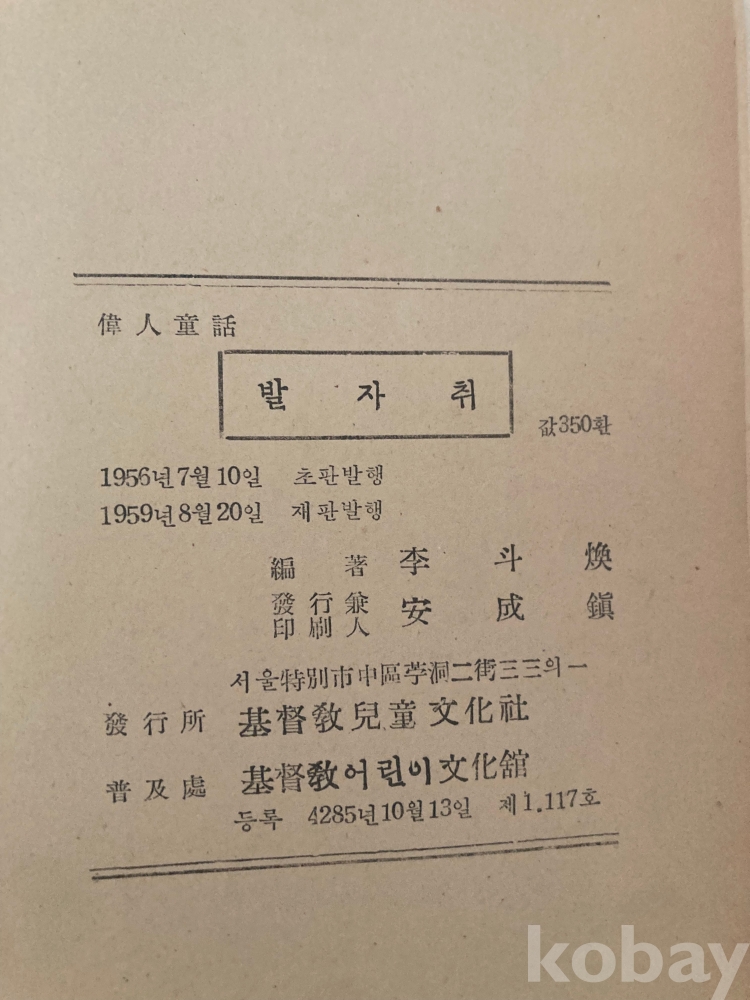 偉人童話
발자취
값350환
1956년7월10일 초판발행
1959년8월20일 재판발행
編著 李斗煥
發行兼 安成鎭
印刷人
서울特別市中區苧洞二街三三의一
發行所 基督敎兒童文化社
普及處 基督敎어린이文化舘
등록 4285년10월13일 제1.117호
kobay